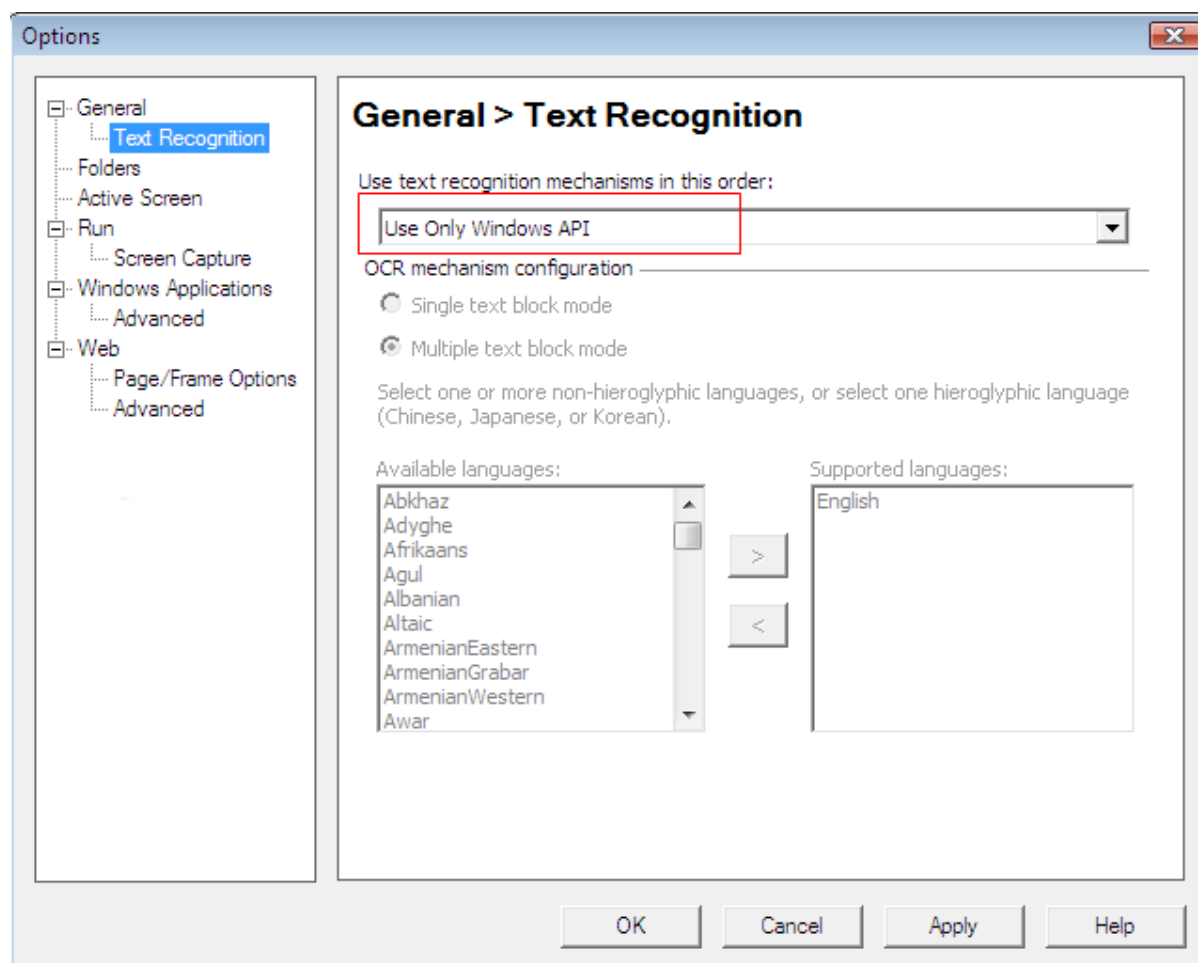 Options
General
Text Recognition
Folders
Active Screen
Run
Screen Capture
Windows Applications
Advanced
Web
Page/Frame Options
Advanced
General > Text Recognition
Use text recognition mechanisms in this order:
Use Only Windows API
OCR mechanism configuration
Single text block mode
Multiple text block mode
Select one or more non-hieroglyphic languages, or select one hieroglyphic language
(Chinese, Japanese, or Korean).
Available languages:
Abkhaz
Adyghe
Afrikaans
Agul
Albanian
Altaic
ArmenianEastern
ArmenianGrabar
ArmenianWestern
Awar
>
<
Supported languages:
English
OK
Cancel
Apply
Help